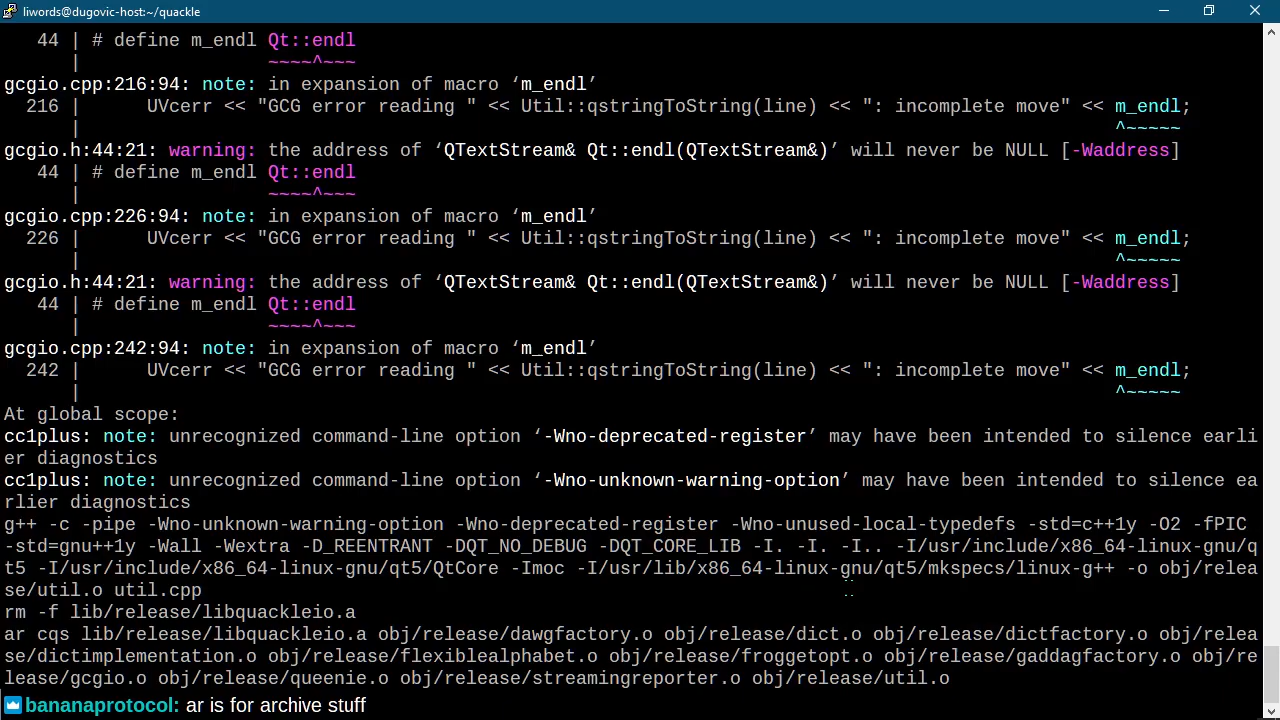 liwords@dugovic-host:~/quackle
44 | # define m_endl Qt::endl
| ~~~~^~~~
gcgio.cpp:216:94: note: in expansion of macro ‘m_endl’
216 | UVcerr << "GCG error reading " << Util::qstringToString(line) << ": incomplete move" << m_endl;
| ^~~~~~
gcgio.h:44:21: warning: the address of ‘QTextStream& Qt::endl(QTextStream&)’ will never be NULL [-Waddress]
44 | # define m_endl Qt::endl
| ~~~~^~~~
gcgio.cpp:226:94: note: in expansion of macro ‘m_endl’
226 | UVcerr << "GCG error reading " << Util::qstringToString(line) << ": incomplete move" << m_endl;
| ^~~~~~
gcgio.h:44:21: warning: the address of ‘QTextStream& Qt::endl(QTextStream&)’ will never be NULL [-Waddress]
44 | # define m_endl Qt::endl
| ~~~~^~~~
gcgio.cpp:242:94: note: in expansion of macro ‘m_endl’
242 | UVcerr << "GCG error reading " << Util::qstringToString(line) << ": incomplete move" << m_endl;
| ^~~~~~
At global scope:
cc1plus: note: unrecognized command-line option ‘-Wno-deprecated-register’ may have been intended to silence earli
er diagnostics
cc1plus: note: unrecognized command-line option ‘-Wno-unknown-warning-option’ may have been intended to silence ea
rlier diagnostics
g++ -c -pipe -Wno-unknown-warning-option -Wno-deprecated-register -Wno-unused-local-typedefs -std=c++1y -O2 -fPIC
-std=gnu++1y -Wall -Wextra -D_REENTRANT -DQT_NO_DEBUG -DQT_CORE_LIB -I. -I. -I.. -I/usr/include/x86_64-linux-gnu/q
t5 -I/usr/include/x86_64-linux-gnu/qt5/QtCore -Imoc -I/usr/lib/x86_64-linux-gnu/qt5/mkspecs/linux-g++ -o obj/relea
se/util.o util.cpp
rm -f lib/release/libquackleio.a
ar cqs lib/release/libquackleio.a obj/release/dawgfactory.o obj/release/dict.o obj/release/dictfactory.o obj/relea
se/dictimplementation.o obj/release/flexiblealphabet.o obj/release/froggetopt.o obj/release/gaddagfactory.o obj/re
lease/gcgio.o obj/release/queenie.o obj/release/streamingreporter.o obj/release/util.o
bananaprotocol: ar is for archive stuff